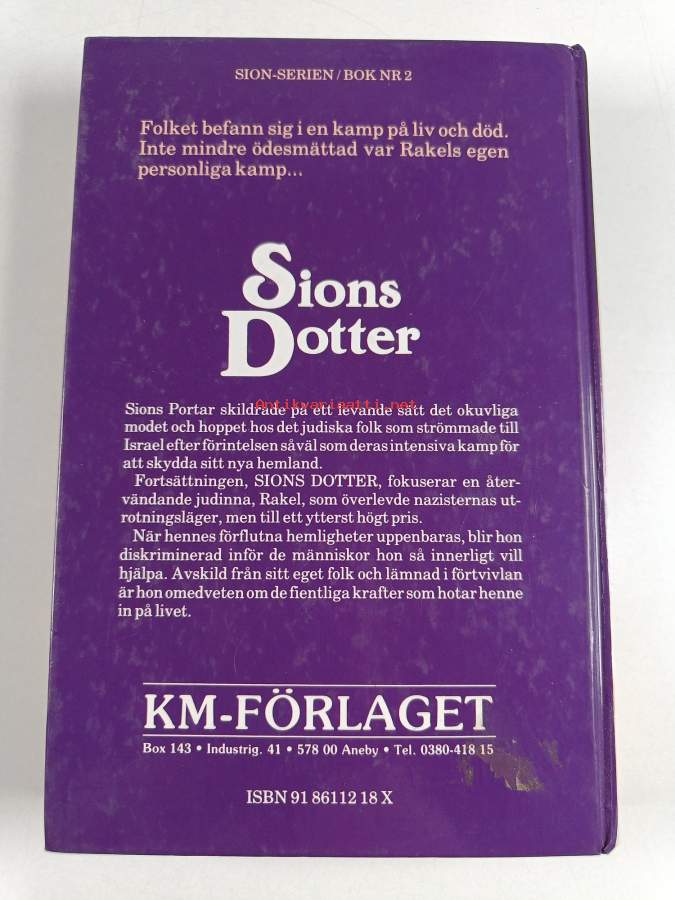 SION-SERIEN / BOK NR 2
Folket befann sig i en kamp på liv och död.
Inte mindre ödesmättad var Rakels egen
personliga kamp...
Sions
Dotter
Antikvariaatti.net
Sions Portar skildrade på ett levande sätt det okuvliga
modet och hoppet hos det judiska folk som strömmade till
Israel efter förintelsen såväl som deras intensiva kamp för
att skydda sitt nya hemland.
Fortsättningen, SIONS DOTTER, fokuserar en åter-
vändande judinna, Rakel, som överlevde nazisternas ut-
rotningsläger, men till ett ytterst högt pris.
När hennes förflutna hemligheter uppenbaras, blir hon
diskriminerad inför de människor hon så innerligt vill
hjälpa. Avskild från sitt eget folk och lämnad i förtvivlan
är hon omedveten om de fientliga krafter som hotar henne
in på livet.
KM-FÖRLAGET
Box 143 • Industrig. 41 • 578 00 Aneby • Tel. 0380-418 15
ISBN 91 86112 18 X